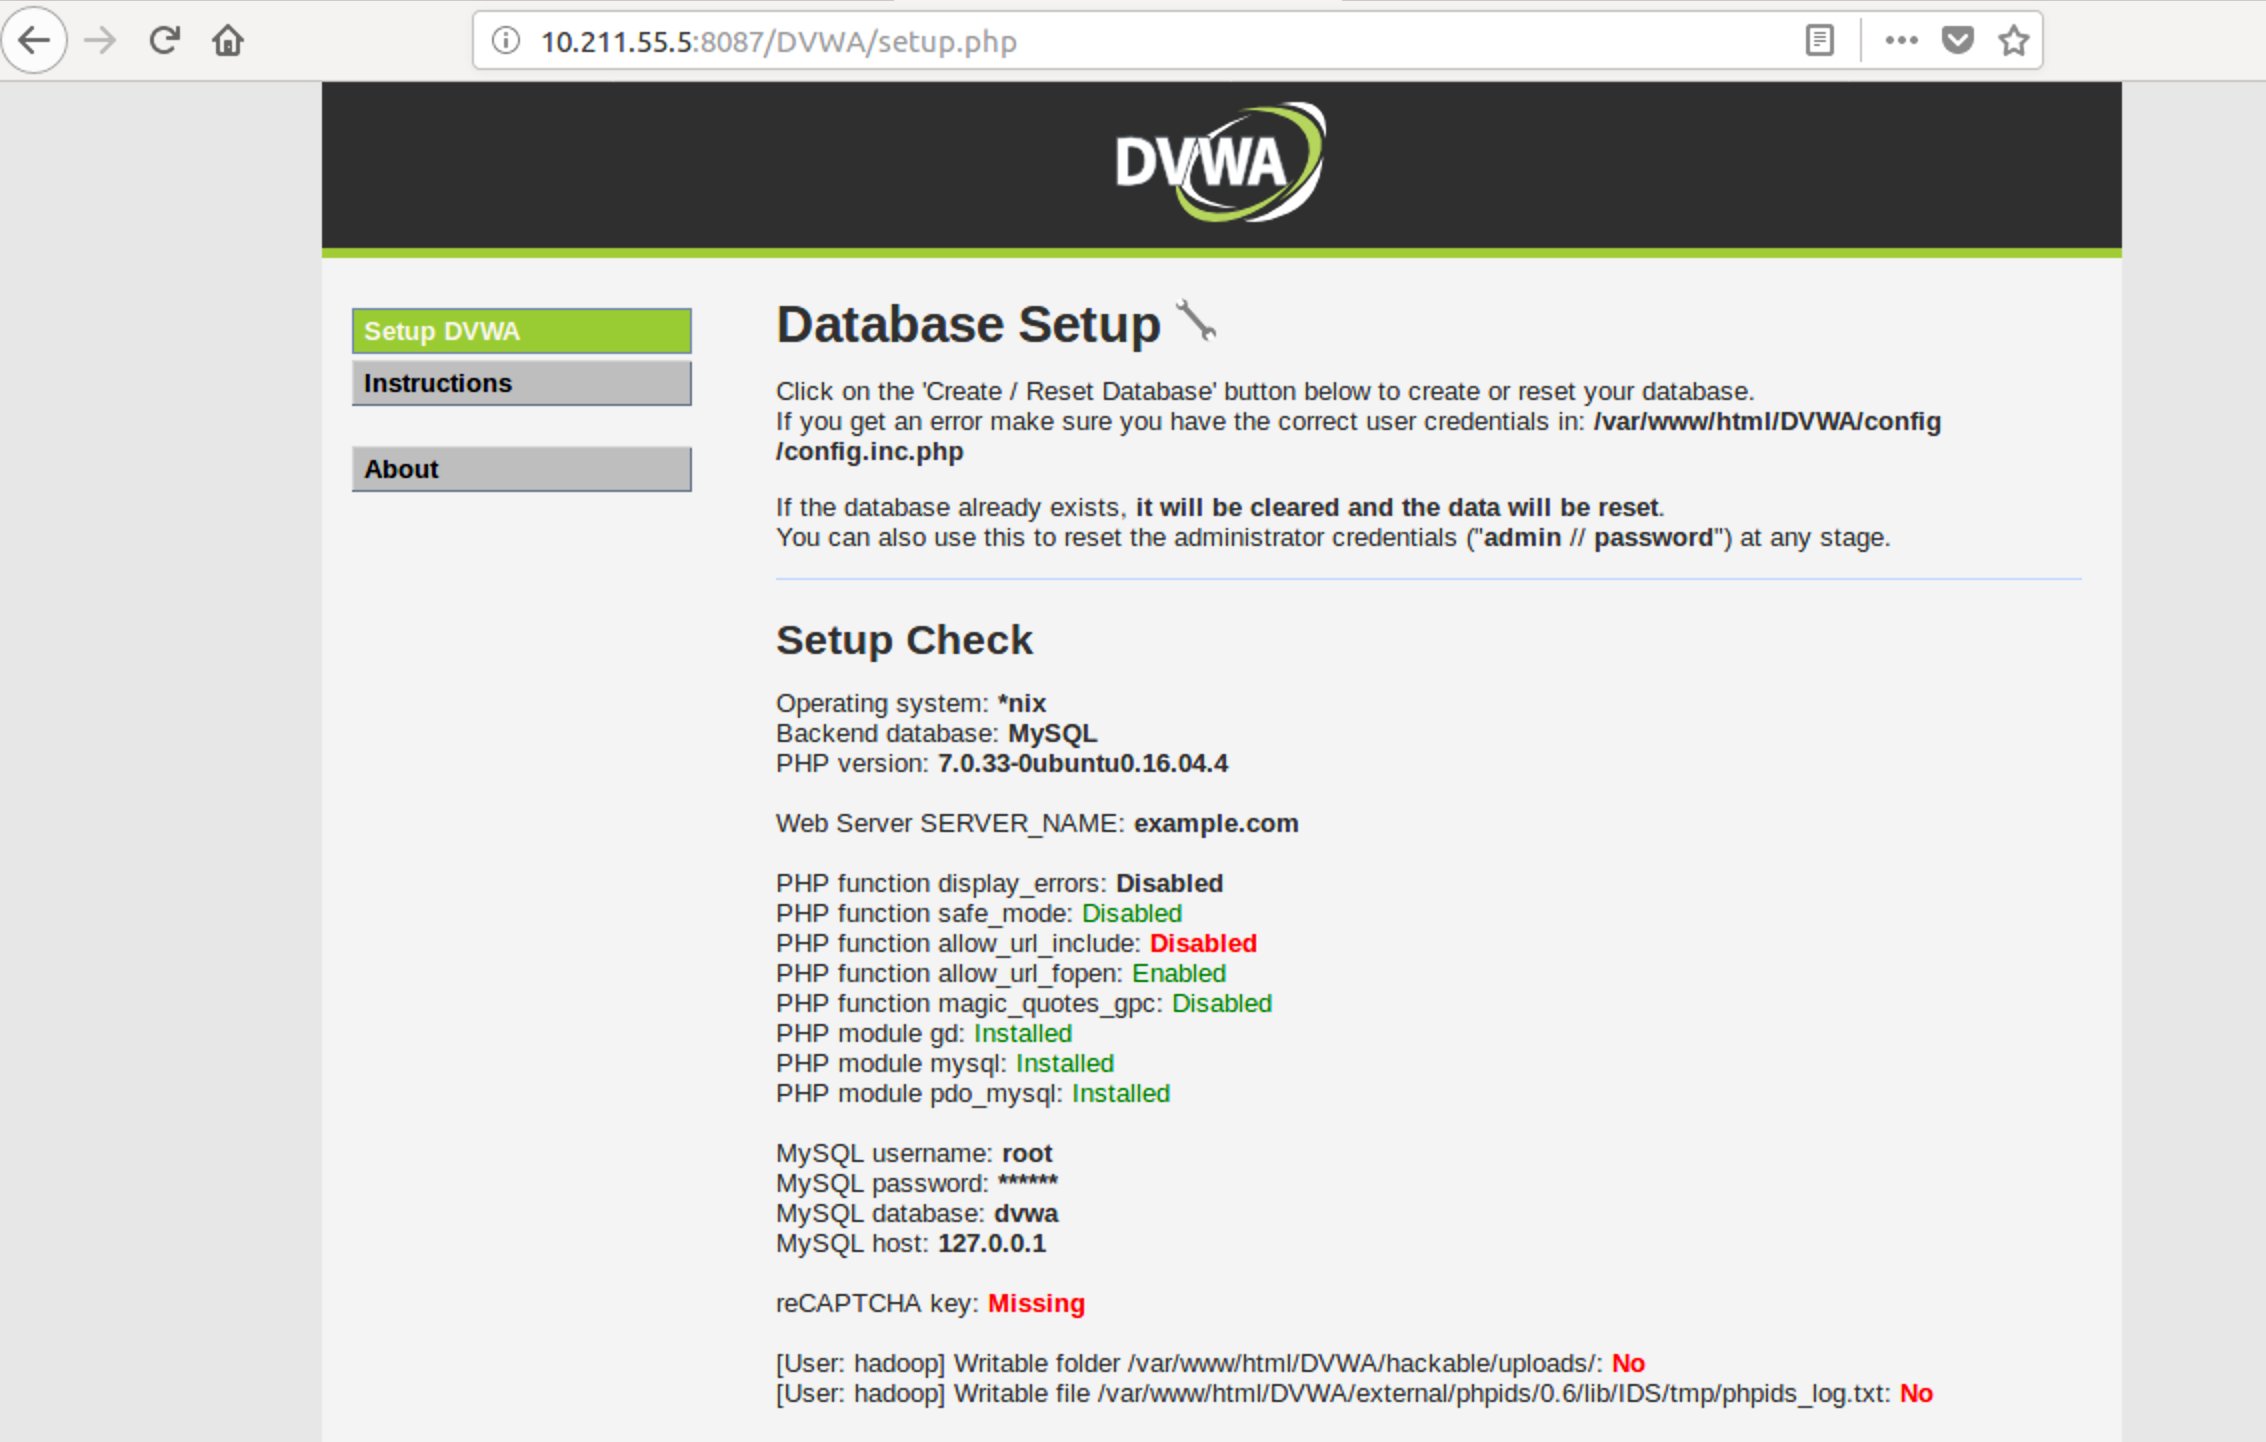 10.211.55.5:8087/DVWA/setup.php
DVWA
Setup DVWA
Instructions
About
Database Setup
Click on the 'Create / Reset Database' button below to create or reset your database.
If you get an error make sure you have the correct user credentials in: /var/www/html/DVWA/config
/config.inc.php
If the database already exists, it will be cleared and the data will be reset.
You can also use this to reset the administrator credentials ("admin // password") at any stage.
Setup Check
Operating system: *nix
Backend database: MySQL
PHP version: 7.0.33-0ubuntu0.16.04.4
Web Server SERVER_NAME: example.com
PHP function display_errors: Disabled
PHP function safe_mode: Disabled
PHP function allow_url_include: Disabled
PHP function allow_url_fopen: Enabled
PHP function magic_quotes_gpc: Disabled
PHP module gd: Installed
PHP module mysql: Installed
PHP module pdo_mysql: Installed
MySQL username: root
MySQL password: ******
MySQL database: dvwa
MySQL host: 127.0.0.1
reCAPTCHA key: Missing
[User: hadoop] Writable folder /var/www/html/DVWA/hackable/uploads/: No
[User: hadoop] Writable file /var/www/html/DVWA/external/phpids/0.6/lib/IDS/tmp/phpids_log.txt: No